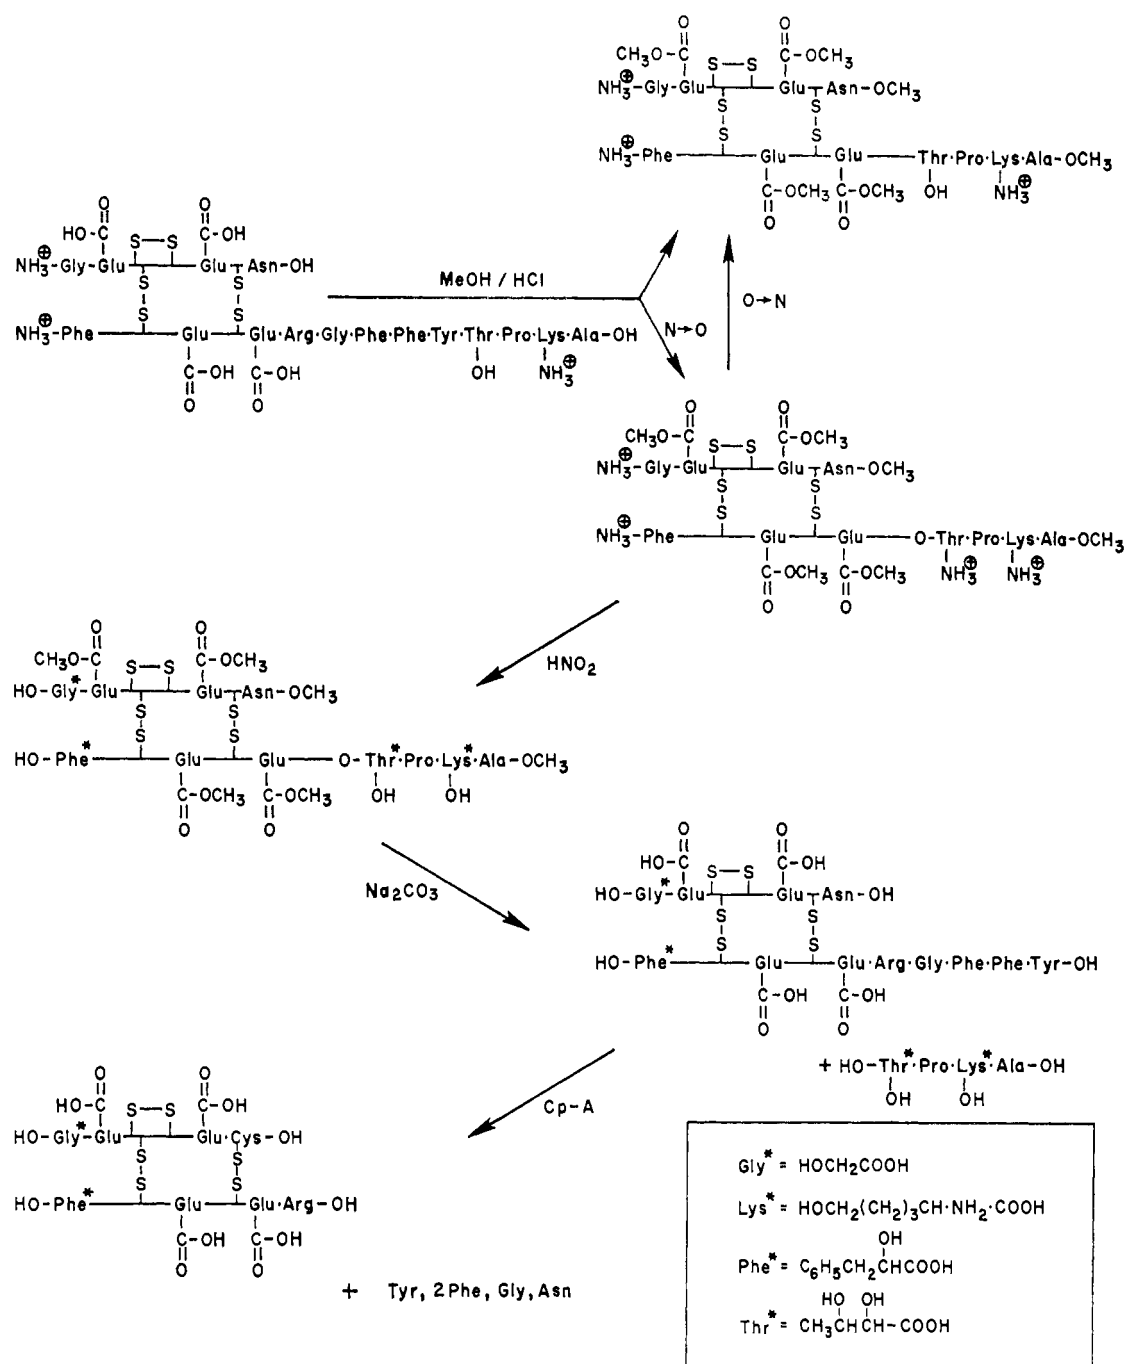 O
C
CH3O-C
-OCH3
S—S
NH3⊕-Gly-Glu
Glu
Asn-OCH3
S
S
S
S
NH3⊕-Phe
Glu
Glu
Thr·Pro·Lys·Ala-OCH3
C-OCH3
C-OCH3
OH
NH3⊕
O
O
O
O
HO-C
C-OH
S—S
NH3⊕-Gly-Glu
Glu
Asn-OH
S
S
S
S
MeOH / HCl
N→O
O→N
NH3⊕-Phe
Glu
Glu·Arg·Gly·Phe·Phe·Tyr·Thr·Pro·Lys·Ala-OH
C-OH
C-OH
OH
NH3⊕
O
O
O
O
CH3O-C
C-OCH3
S—S
NH3⊕-Gly-Glu
Glu
Asn-OCH3
S
S
S
S
NH3⊕-Phe
Glu
Glu
O-Thr·Pro·Lys·Ala-OCH3
C-OCH3
C-OCH3
NH3⊕
NH3⊕
O
O
HNO2
O
O
CH3O-C
C-OCH3
S—S
HO-Gly*-Glu
Glu
Asn-OCH3
S
S
S
S
HO-Phe*
Glu
Glu
O-Thr*·Pro·Lys*·Ala-OCH3
C-OCH3
C-OCH3
OH
OH
O
O
Na2CO3
O
O
HO-C
C-OH
S—S
HO-Gly*-Glu
Glu
Asn-OH
S
S
S
S
HO-Phe*
Glu
Glu·Arg·Gly·Phe·Phe·Tyr-OH
C-OH
C-OH
O
O
+ HO-Thr*·Pro·Lys*·Ala-OH
OH
OH
Cp-A
O
O
HO-C
C-OH
S—S
HO-Gly*-Glu
Glu·Cys-OH
S
S
S
S
HO-Phe*
Glu
Glu·Arg-OH
C-OH
C-OH
O
O
+ Tyr, 2Phe, Gly, Asn
Gly* = HOCH2COOH
Lys* = HOCH2(CH2)3CH·NH2·COOH
OH
Phe* = C6H5CH2CHCOOH
HO OH
Thr* = CH3CHCH-COOH